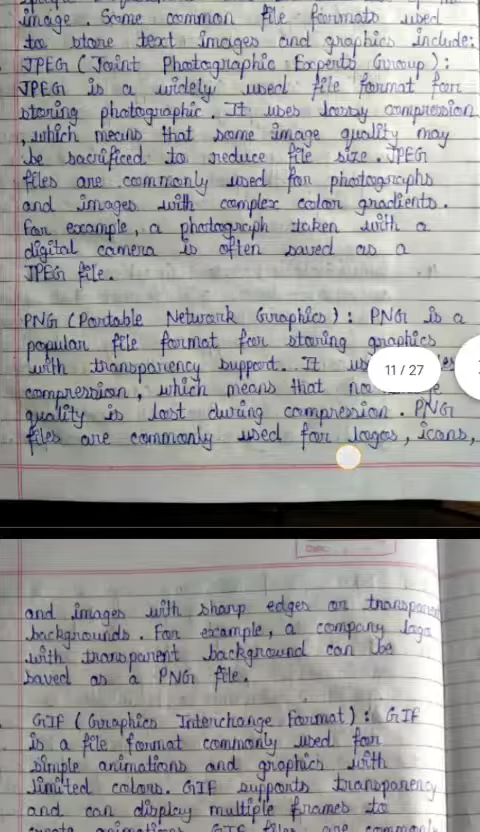 image. Some common file formats used
to store text images and graphics include:
JPEG (Joint Photographic Experts Group):
JPEG is a widely used file format for
storing photographic. It uses lossy compression
, which means that some image quality may
be sacrificed to reduce file size. JPEG
files are commonly used for photographs
and images with complex color gradients.
For example, a photograph taken with a
digital camera is often saved as a
JPEG file.
PNG (Portable Network Graphics): PNG is a
popular file format for storing graphics
with transparency support. It
11 / 27
compression, which means that no
quality is lost during compression. PNG
files are commonly used for logos, icons,
and images with sharp edges or
backgrounds. For example, a company logo
with transparent background can be
saved as a PNG file.
GIF (Graphics Interchange Format): GIF
is a file format commonly used for
simple animations and graphics with
limited colors. GIF supports transparency
and can display multiple frames to